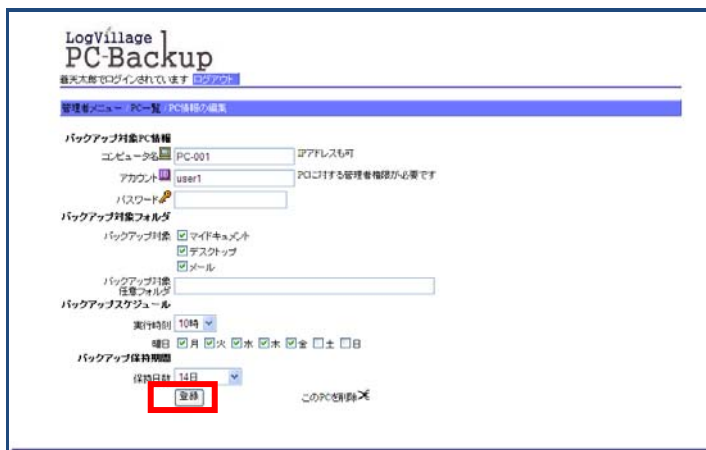 LogVillage
PC-Backup
蒼天太郎でログインされています ログアウト
管理者メニュー / PC一覧 / PC情報の編集
バックアップ対象PC情報
コンピュータ名 PC-001 IPアドレスも可
アカウント user1 PCに対する管理者権限が必要です
パスワード
バックアップ対象フォルダ
バックアップ対象 マイドキュメント
デスクトップ
メール
バックアップ対象
任意フォルダ
バックアップスケジュール
実行時刻 10時
曜日 月 火 水 木 金 土 日
バックアップ保持期間
保持日数 14日
登録 このPCを削除